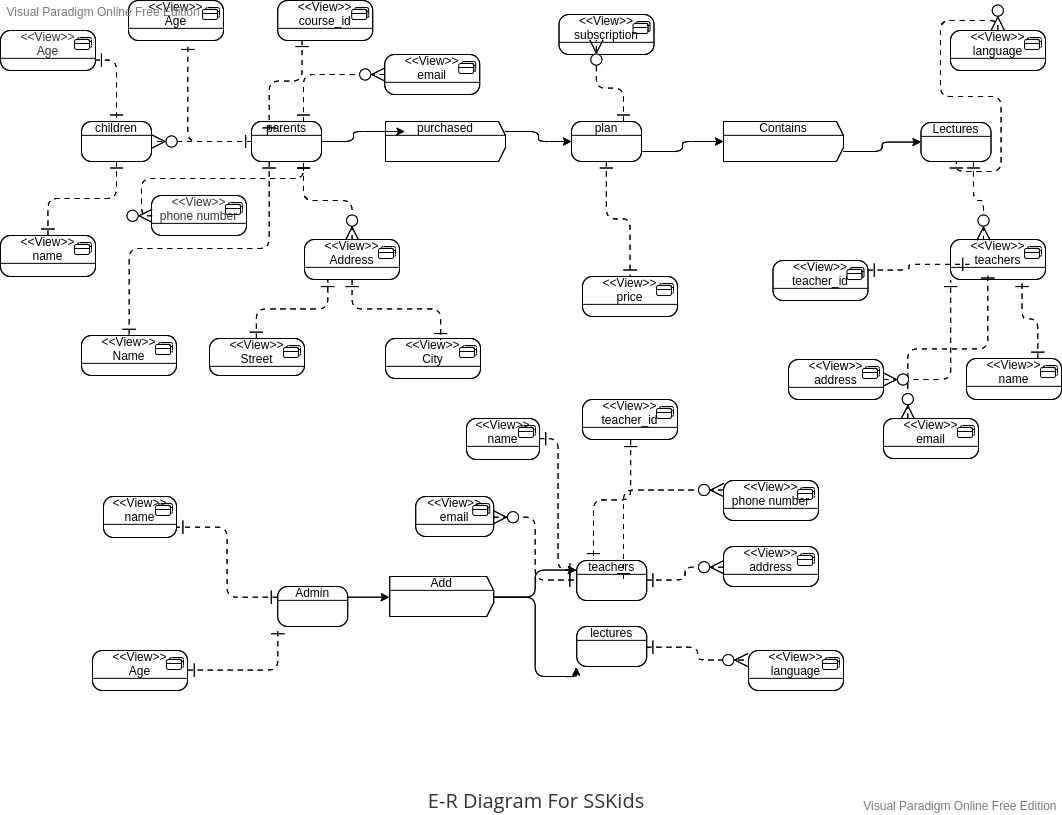 Visual Paradigm Online Free Edition
<<View>>
Age
<<View>>
course_id
<<View>>
subscription
<<View>>
Age
<<View>>
language
<<View>>
email
children
parents
purchased
plan
Contains
Lectures
<<View>>
phone number
<<View>>
name
<<View>>
Address
<<View>>
teachers
<<View>>
teacher_id
<<View>>
price
<<View>>
Name
<<View>>
Street
<<View>>
City
<<View>>
address
<<View>>
name
<<View>>
teacher_id
<<View>>
name
<<View>>
email
<<View>>
phone number
<<View>>
name
<<View>>
email
<<View>>
address
teachers
Add
Admin
lectures
<<View>>
Age
<<View>>
language
E-R Diagram For SSKids
Visual Paradigm Online Free Edition